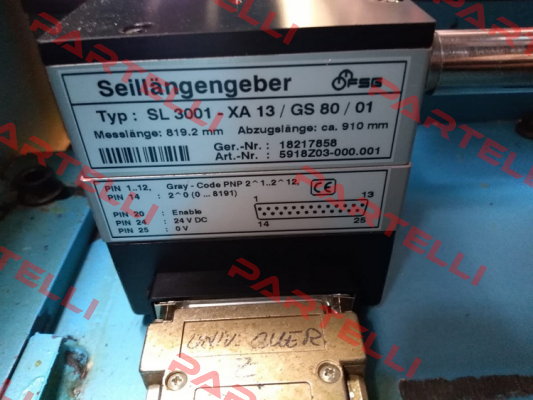 Seillängengeber FSG
Typ: SL 3001 - XA 13 / GS 80 / 01
Messlänge: 819.2 mm Abzugslänge: ca. 910 mm
Ger.-Nr.: 18217858
Art.-Nr.: 5918Z03-000.001
PIN 1..12, Gray-Code PNP 2^1..2^12,
PIN 14 : 2^0 (0...8191)
PIN 20 : Enable
PIN 24 : 24 V DC
PIN 25 : 0 V
CE
1 13
14 25
UNIV. QUER
Z
PARTELLI
PARTELLI
PARTELLI
PARTELLI
PARTELLI
PARTELLI